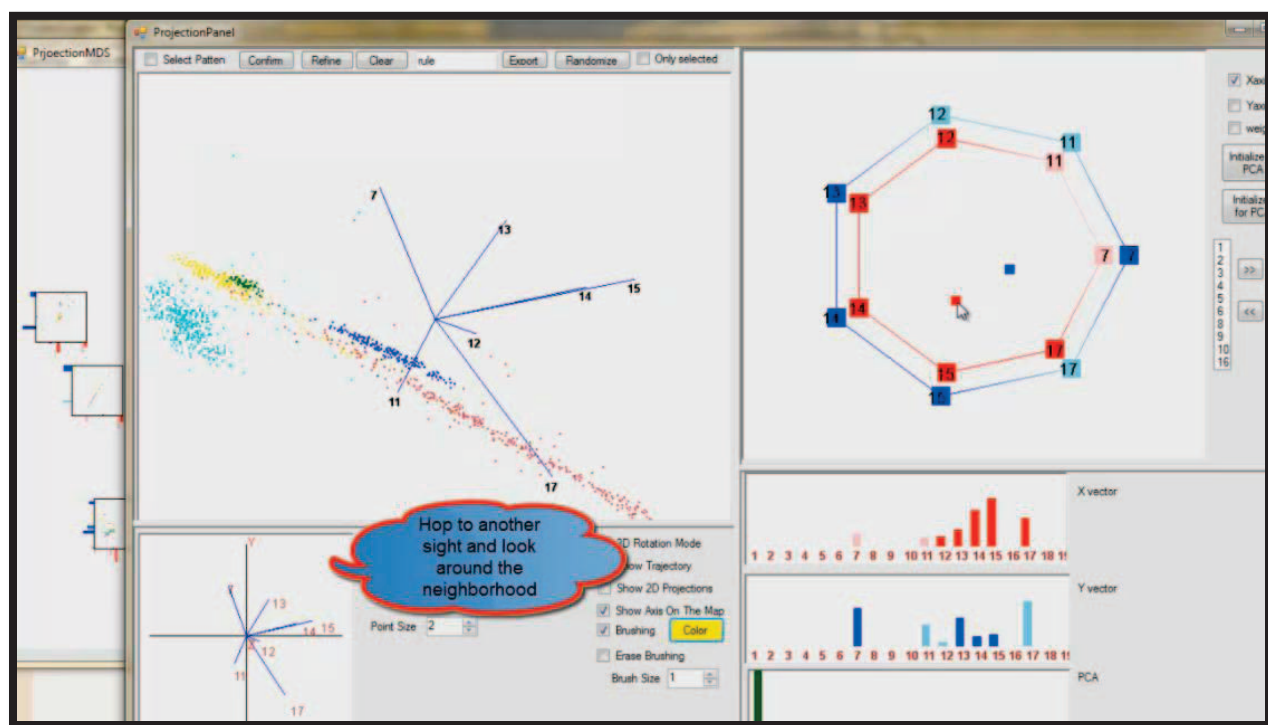 ProjectionPanel
PrjoectionMDS
Select Patten Confirm Refine Clear rule Export Randomize Only selected
7
13
14 15
12
11
17
12
12
11
11
13
13
7 7
14
14
15
17
17
PCA
for PC
1
2
3
4
5
6
8
9
10
16
>>
<<
Hop to another
sight and look
around the
neighborhood
Y
7
13
14 15
12
11
17
3D Rotation Mode
Show Trajectory
Show 2D Projections
Show Axis On The Map
Point Size 2
Brushing Color
Erase Brushing
Brush Size 1
X vector
1 2 3 4 5 6 7 8 9 10 11 12 13 14 15 16 17 18
Y vector
1 2 3 4 5 6 7 8 9 10 11 12 13 14 15 16 17 18
PCA